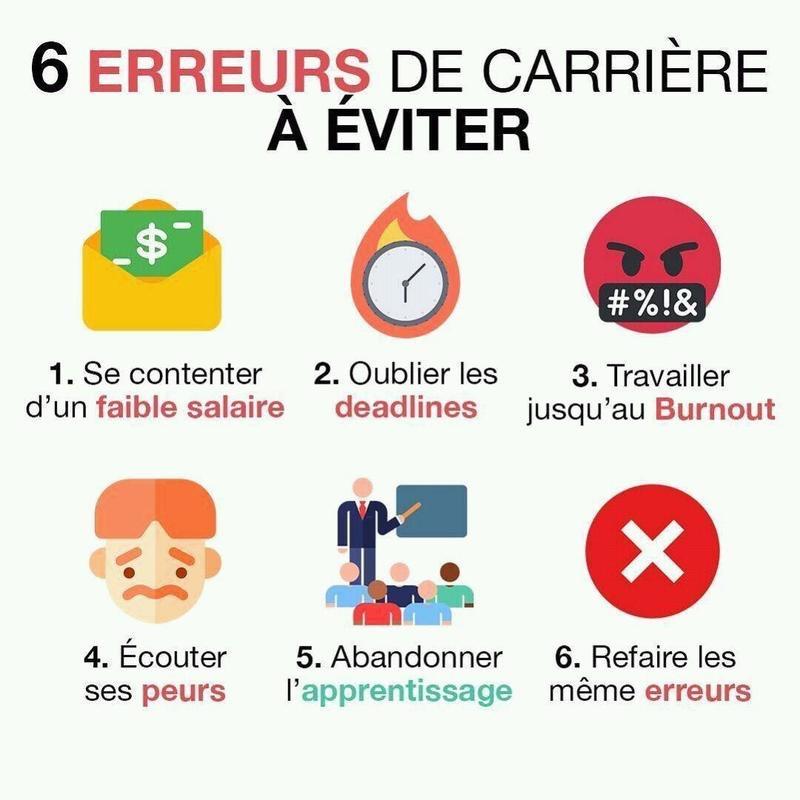 6 ERREURS DE CARRIÈRE
À ÉVITER
$
#%!&
1. Se contenter
d'un faible salaire
2. Oublier les
deadlines
3. Travailler
jusqu'au Burnout
4. Écouter
ses peurs
5. Abandonner
l'apprentissage
6. Refaire les
même erreurs